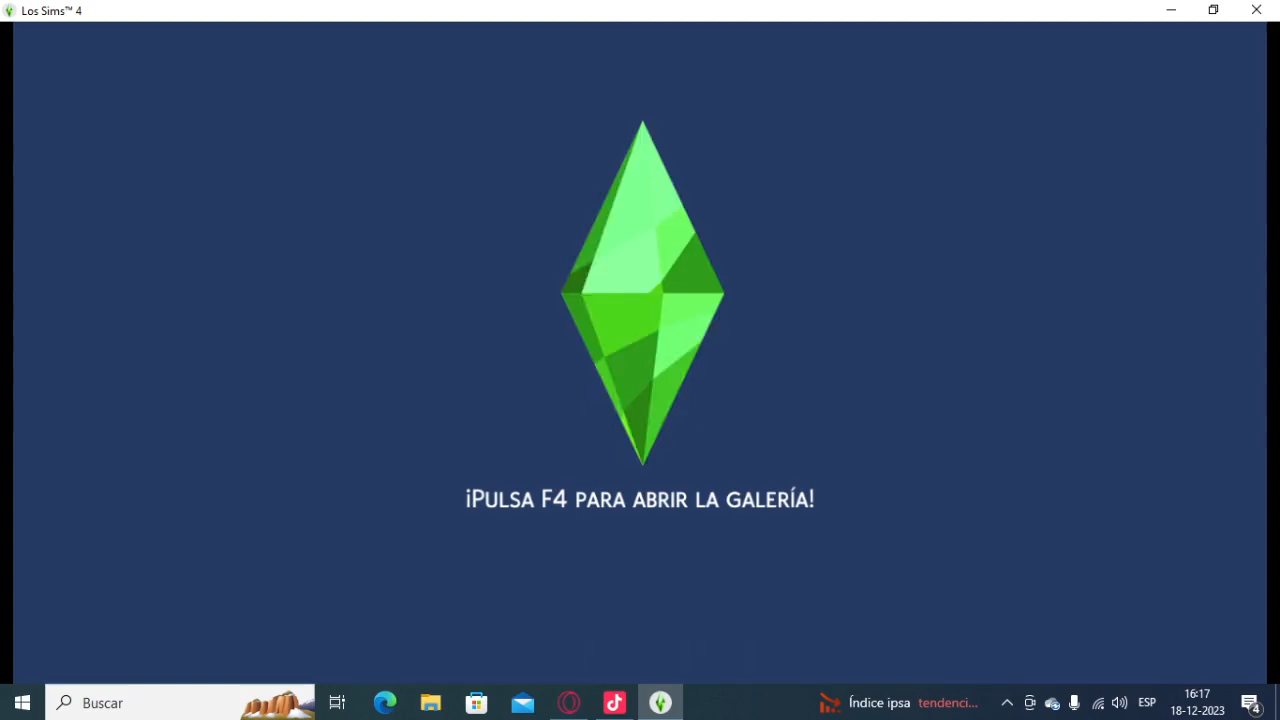 Los Sims™ 4
¡PULSA F4 PARA ABRIR LA GALERÍA!
Buscar
Índice ipsa tendenci...
ESP
16:17
18-12-2023
4